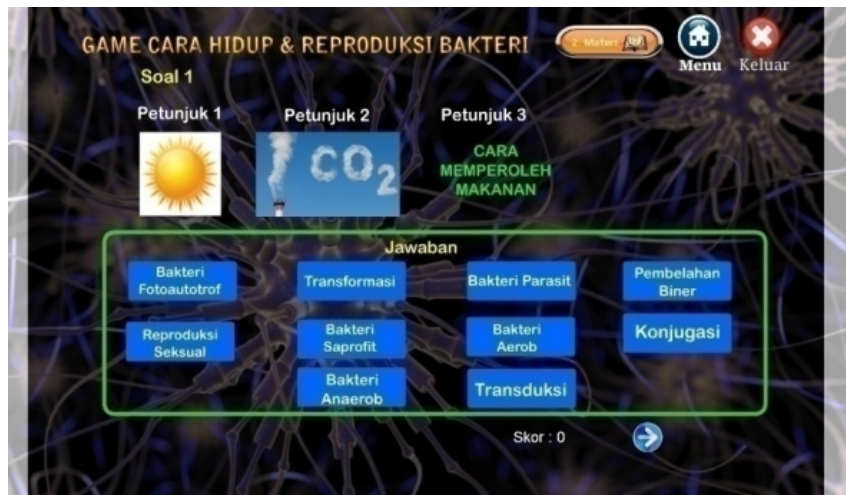 GAME CARA HIDUP & REPRODUKSI BAKTERI
2. Materi
Menu
Keluar
Soal 1
Petunjuk 1
Petunjuk 2
Petunjuk 3
CO2
CARA
MEMPEROLEH
MAKANAN
Jawaban
Bakteri
Fotoautotrof
Transformasi
Bakteri Parasit
Pembelahan
Biner
Reproduksi
Seksual
Bakteri
Saprofit
Bakteri
Aerob
Konjugasi
Bakteri
Anaerob
Transduksi
Skor : 0